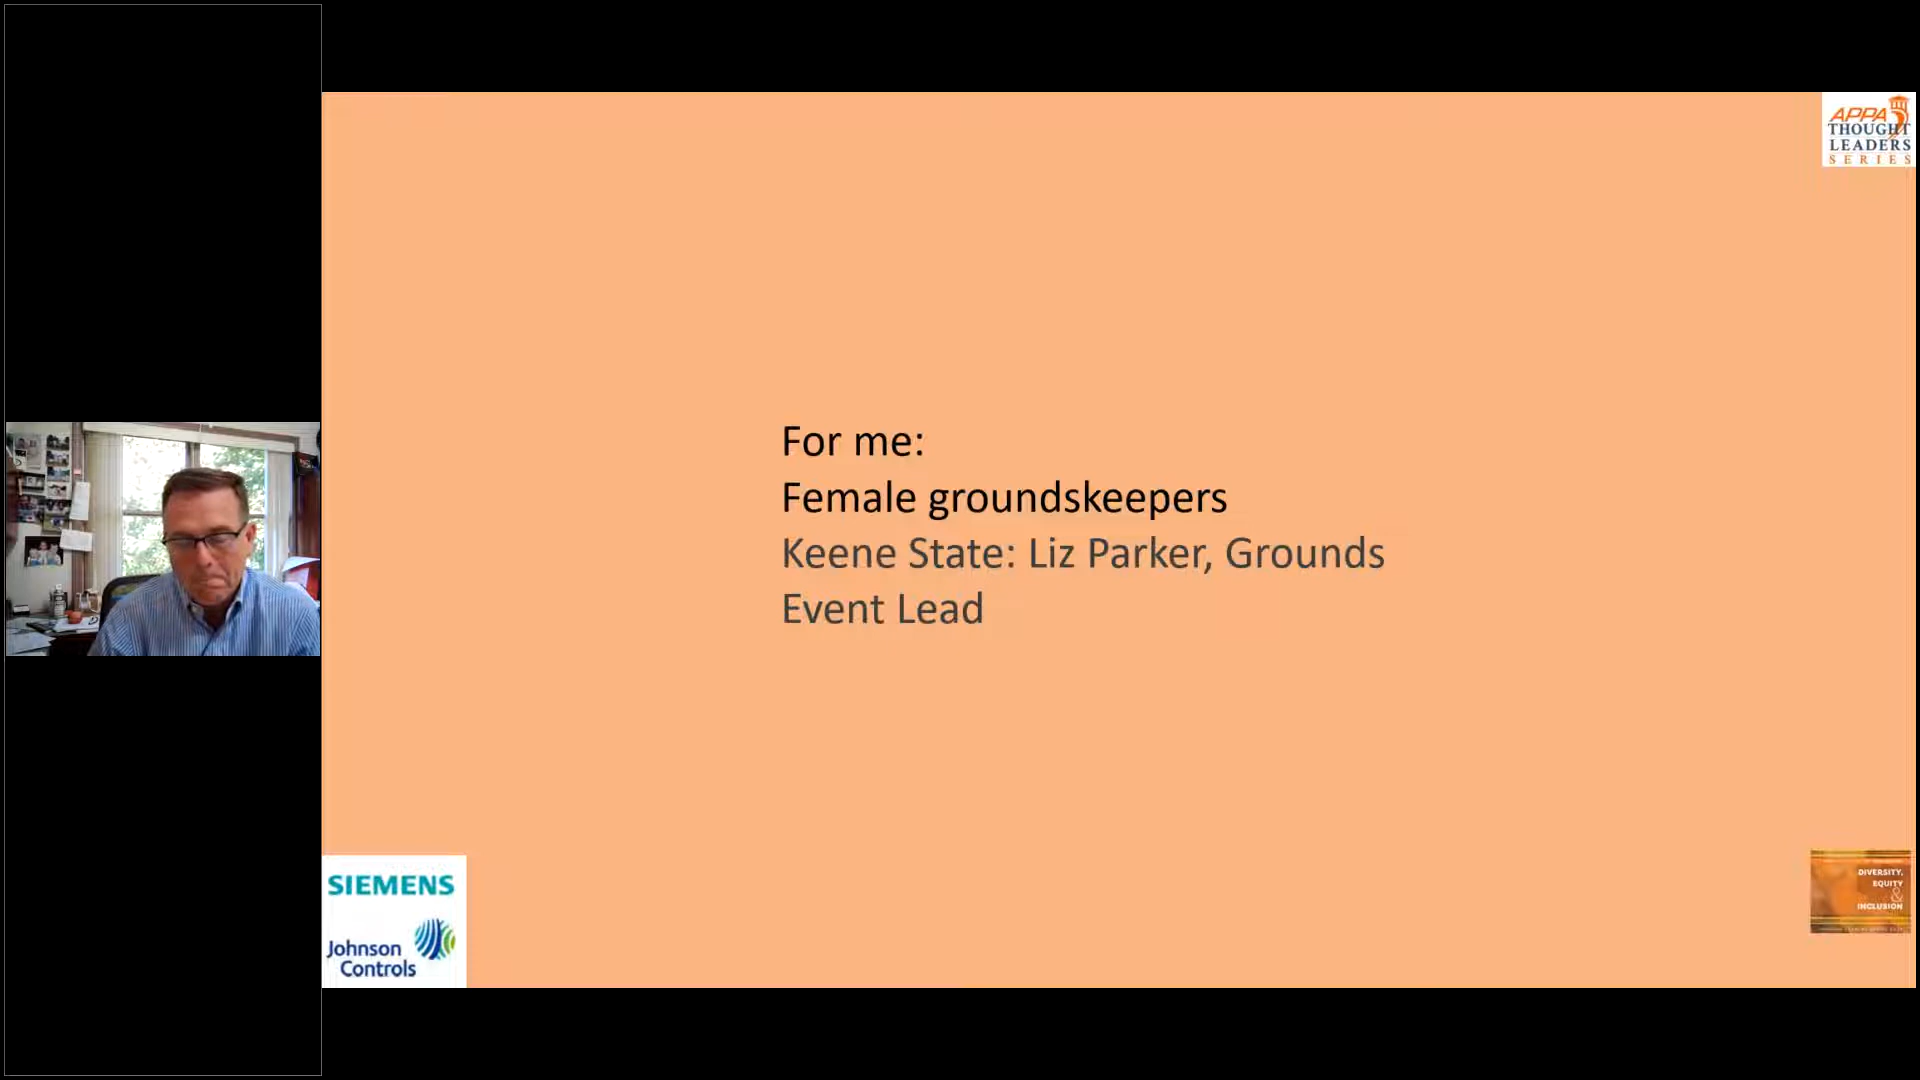 APPA
THOUGHT
LEADERS
SERIES
For me:
Female groundskeepers
Keene State: Liz Parker, Grounds
Event Lead
SIEMENS
Johnson
Controls
DIVERSITY,
EQUITY
&
INCLUSION